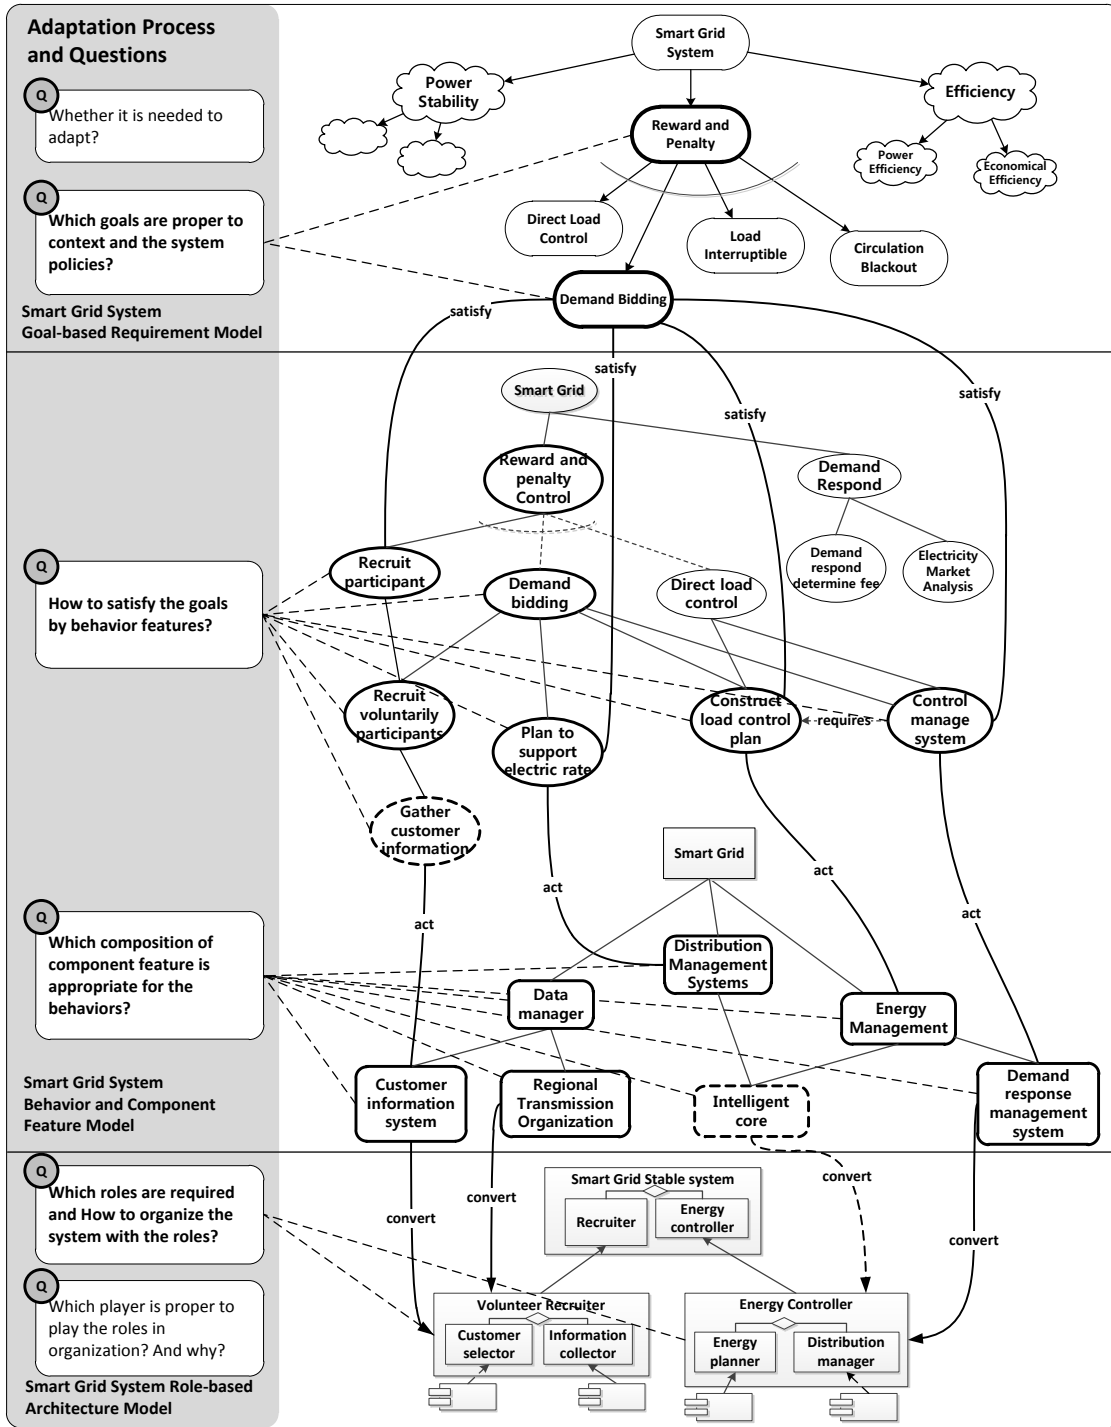 Adaptation Process
and Questions
Q
Whether it is needed to
adapt?
Q
Which goals are proper to
context and the system
policies?
Smart Grid System
Goal-based Requirement Model
Smart Grid
System
Power
Stability
Efficiency
Reward and
Penalty
Power
Efficiency
Economical
Efficiency
Direct Load
Control
Load
Interruptible
Circulation
Blackout
Demand Bidding
satisfy
satisfy
satisfy
satisfy
Smart Grid
Reward and
penalty
Control
Demand
Respond
Q
How to satisfy the goals
by behavior features?
Recruit
participant
Demand
bidding
Direct load
control
Demand
respond
determine fee
Electricity
Market
Analysis
Recruit
voluntarily
participants
Plan to
support
electric rate
Construct
load control
plan
requires
Control
manage
system
Gather
customer
information
Smart Grid
act
act
act
act
Q
Which composition of
component feature is
appropriate for the
behaviors?
Distribution
Management
Systems
Data
manager
Energy
Management
Customer
information
system
Regional
Transmission
Organization
Intelligent
core
Demand
response
management
system
Smart Grid System
Behavior and Component
Feature Model
Q
Which roles are required
and How to organize the
system with the roles?
convert
convert
convert
convert
Smart Grid Stable system
Recruiter
Energy
controller
Q
Which player is proper to
play the roles in
organization? And why?
Volunteer Recruiter
Customer
selector
Information
collector
Energy Controller
Energy
planner
Distribution
manager
Smart Grid System Role-based
Architecture Model